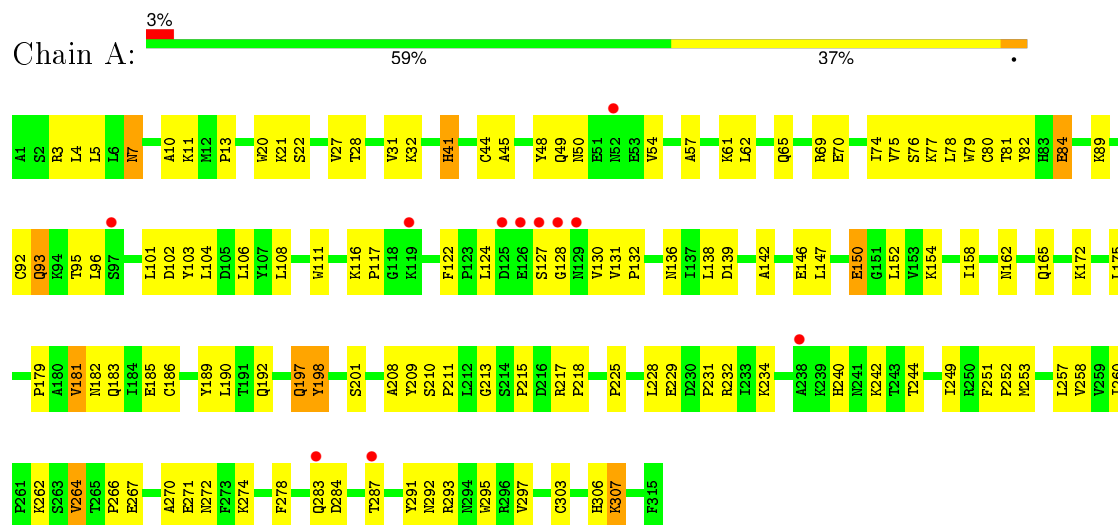 3%
Chain A:
59% 37% •
A1 S2 R3 L4 L5 L6 N7 A10 K11 M12 P13 W20 K21 S22 V27 T28 V31 K32 H41 C44 A45 Y48 Q49 N50 E51 N52 E53 V54 A57 K61 L62 Q65 R69 E70 I74 V75 S76 K77 L78 W79 C80 T81 Y82 H83 E84 K89
C92 Q93 K94 T95 L96 S97 L101 D102 Y103 L104 D105 L106 Y107 L108 W111 K116 P117 G118 K119 F122 P123 L124 D125 E126 S127 G128 N129 V130 V131 P132 N136 I137 L138 D139 A142 E146 L147 E150 G151 L152 V153 K154 I158 N162 Q165 K172 L175
P179 A180 V181 N182 Q183 I184 E185 C186 Y189 L190 T191 Q192 Q197 Y198 S201 A208 Y209 S210 P211 L212 G213 S214 P215 D216 R217 P218 P225 L228 E229 D230 P231 R232 I233 K234 A238 K239 H240 N241 K242 T243 T244 I249 R250 F251 P252 M253 L257 V258 V259 I260
P261 K262 S263 V264 T265 P266 E267 A270 E271 N272 F273 K274 F278 Q283 D284 T287 Y291 N292 R293 N294 W295 R296 V297 C303 H306 K307 F315